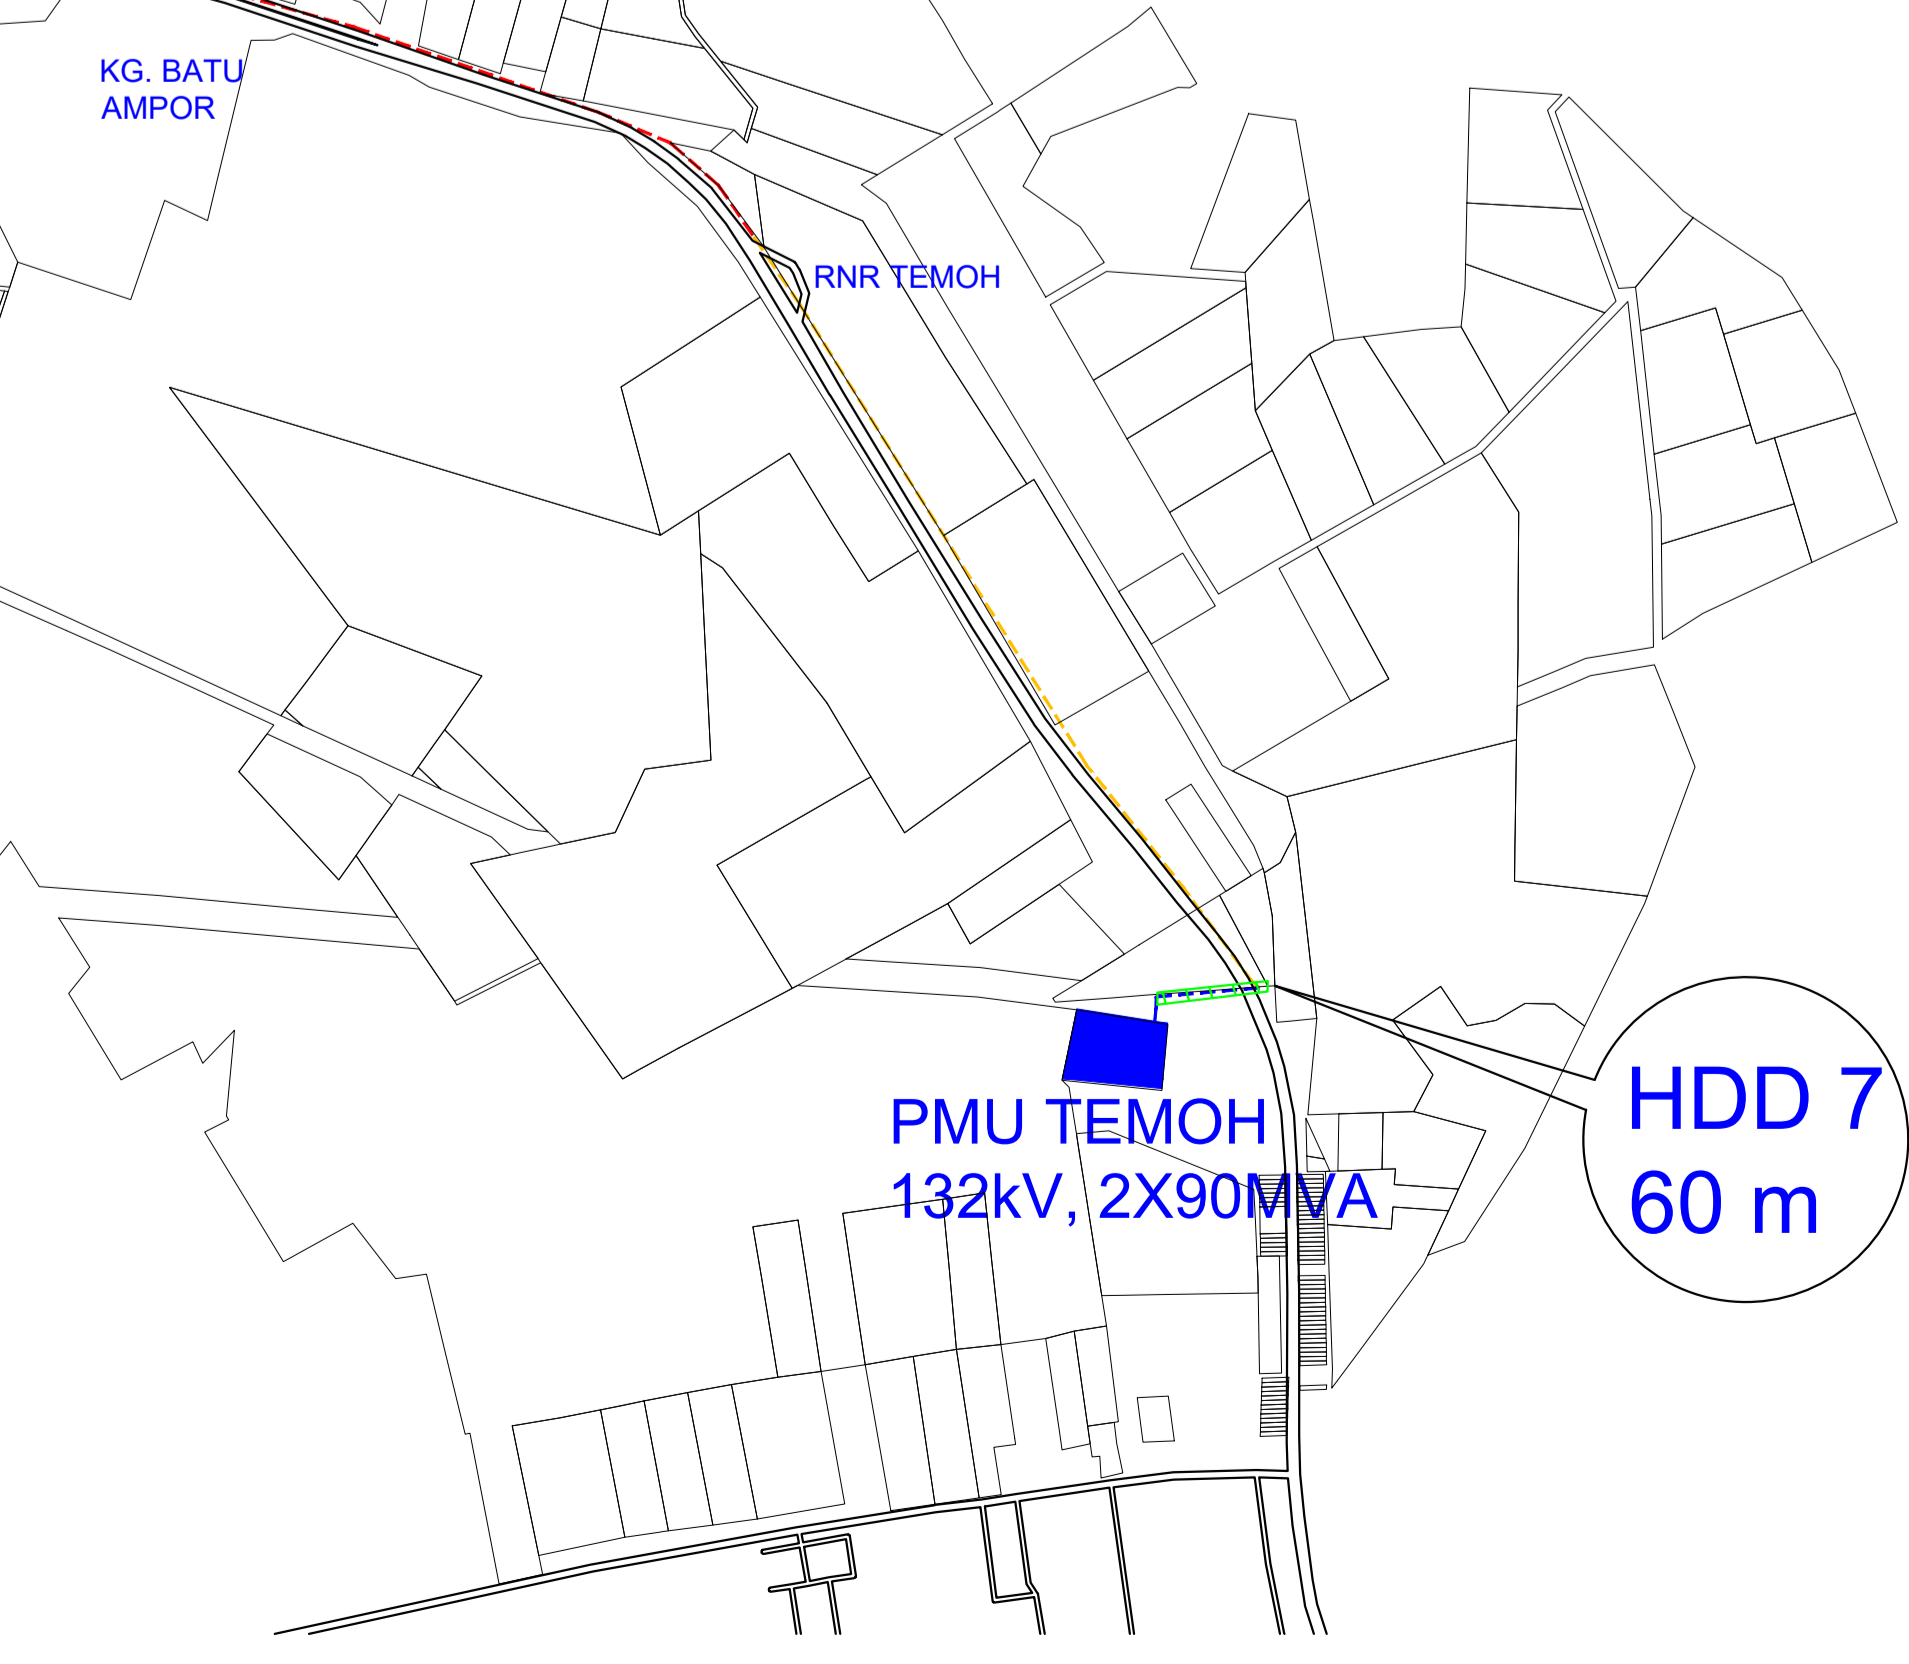 KG. BATU
AMPOR
RNR TEMOH
PMU TEMOH
132kV, 2X90MVA
HDD 7
60 m